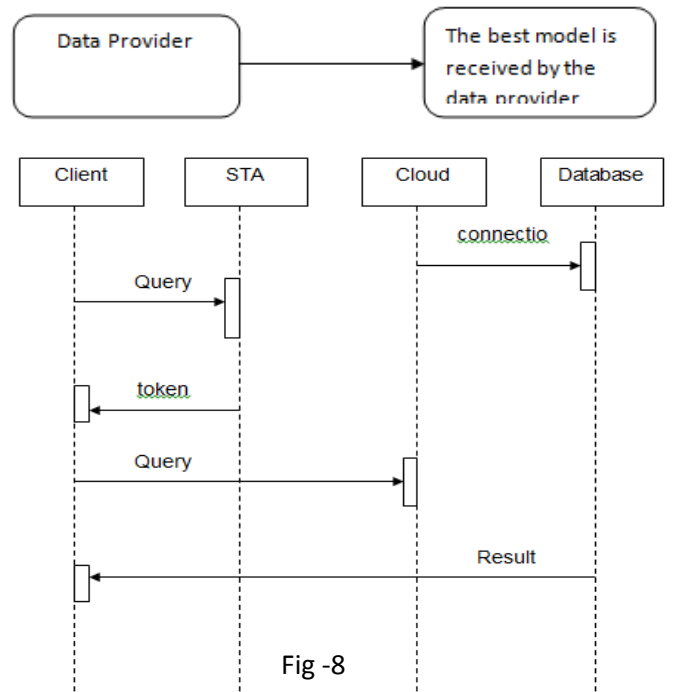 Data Provider
The best model is
received by the
data provider
Client
STA
Cloud
Database
connectio
Query
token
Query
Result
Fig -8